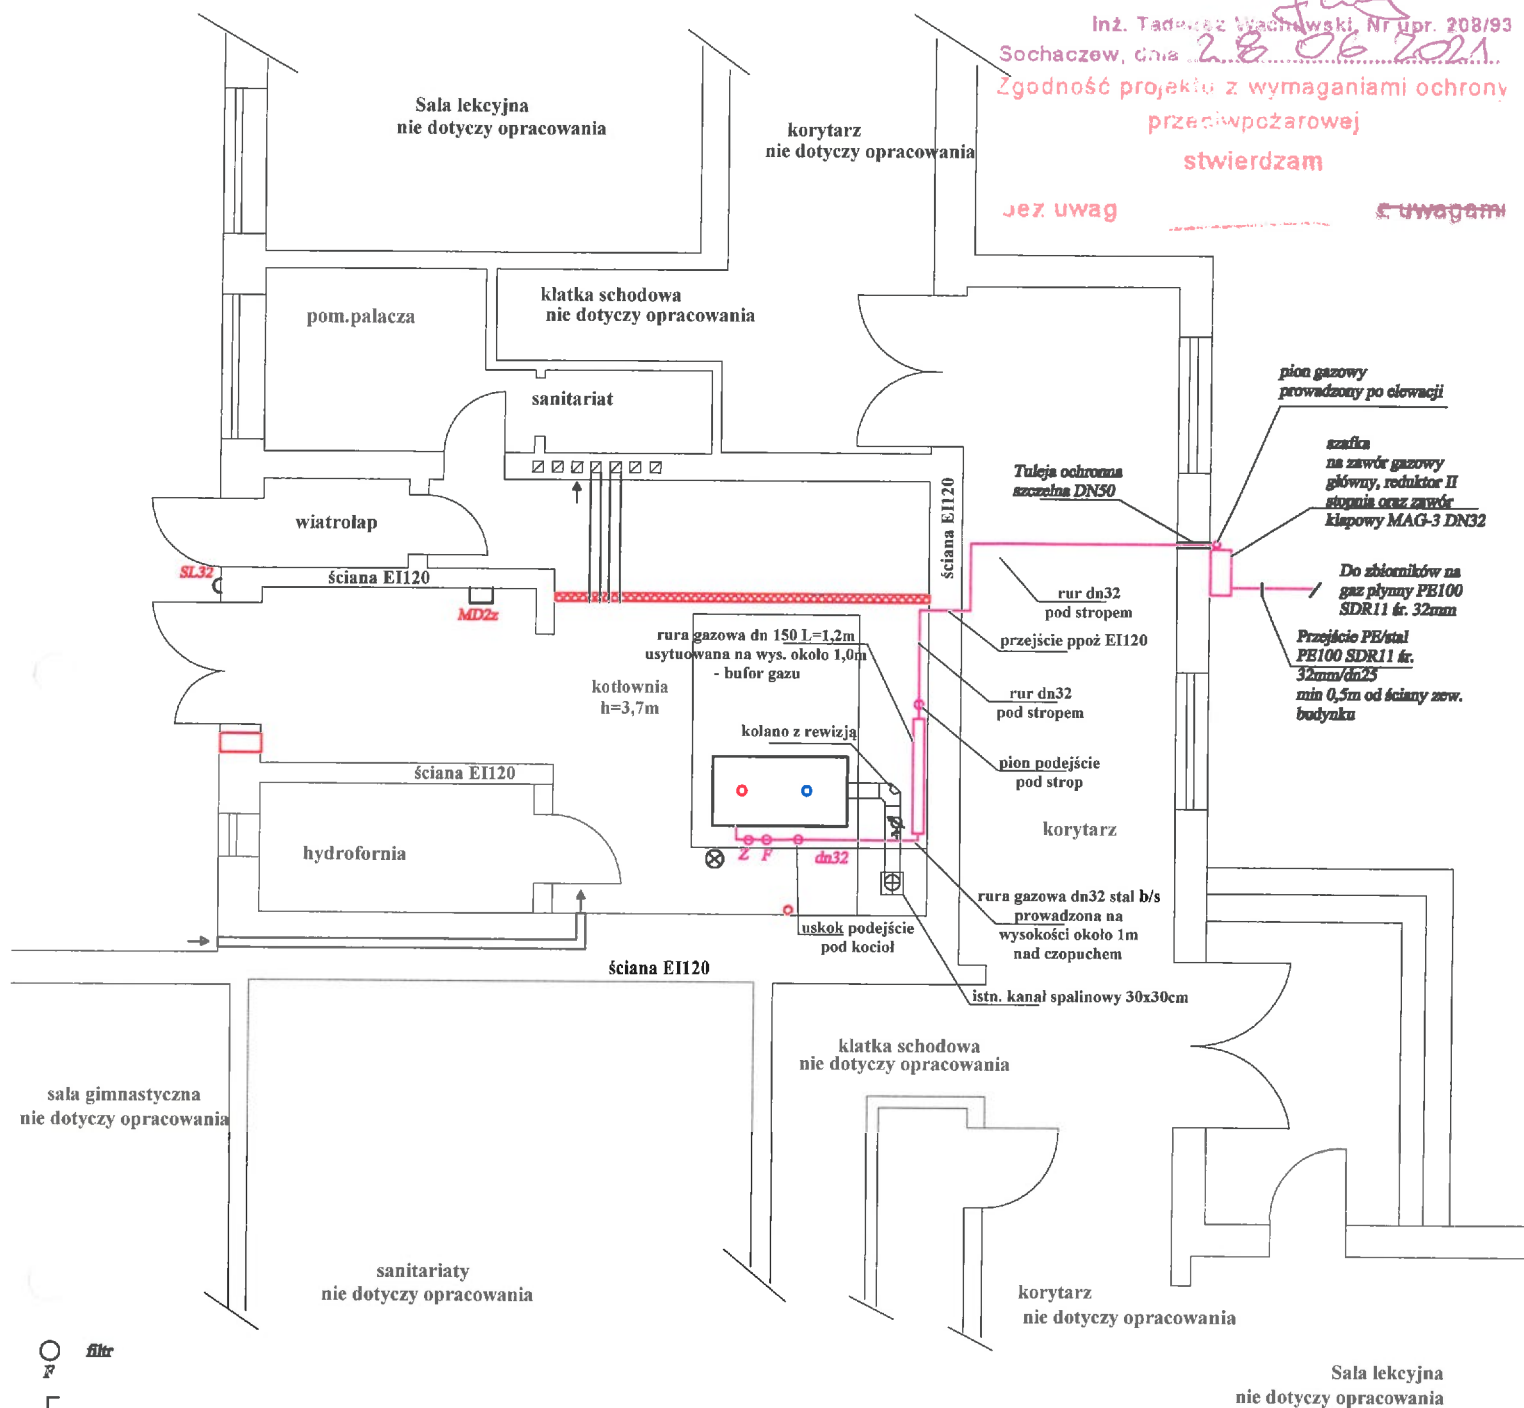 inż. Tadeusz Wachowski, Nr upr. 208/93
Sochaczew, dnia 28 06 2021
Zgodność projektu z wymaganiami ochrony
przeciwpożarowej
stwierdzam
bez uwag
z uwagami
Sala lekcyjna
nie dotyczy opracowania
korytarz
nie dotyczy opracowania
klatka schodowa
nie dotyczy opracowania
pom.palacza
sanitariat
wiatrołap
SL32
ściana EI120
MD2z
ściana EI120
pion gazowy
prowadzony po elewacji
szafka
na zawór gazowy
główny, reduktor II
stopnia oraz zawór
klapowy MAG-3 DN32
Tuleja ochronna
szczelna DN50
Do zbiorników na
gaz płynny PE100
SDR11 śr. 32mm
Przejście PE/stal
PE100 SDR11 śr.
32mm/dn25
min 0,5m od ściany zew.
budynku
rur dn32
pod stropem
przejście ppoż EI120
rura gazowa dn 150 L=1,2m
usytuowana na wys. około 1,0m
- bufor gazu
kotłownia
h=3,7m
rur dn32
pod stropem
kolano z rewizją
pion podejście
pod strop
ściana EI120
korytarz
hydrofornia
Z F dn32
rura gazowa dn32 stal b/s
prowadzona na
wysokości około 1m
nad czopuchem
uskok podejście
pod kocioł
ściana EI120
istn. kanał spalinowy 30x30cm
klatka schodowa
nie dotyczy opracowania
sala gimnastyczna
nie dotyczy opracowania
sanitariaty
nie dotyczy opracowania
korytarz
nie dotyczy opracowania
filtr
F
Sala lekcyjna
nie dotyczy opracowania